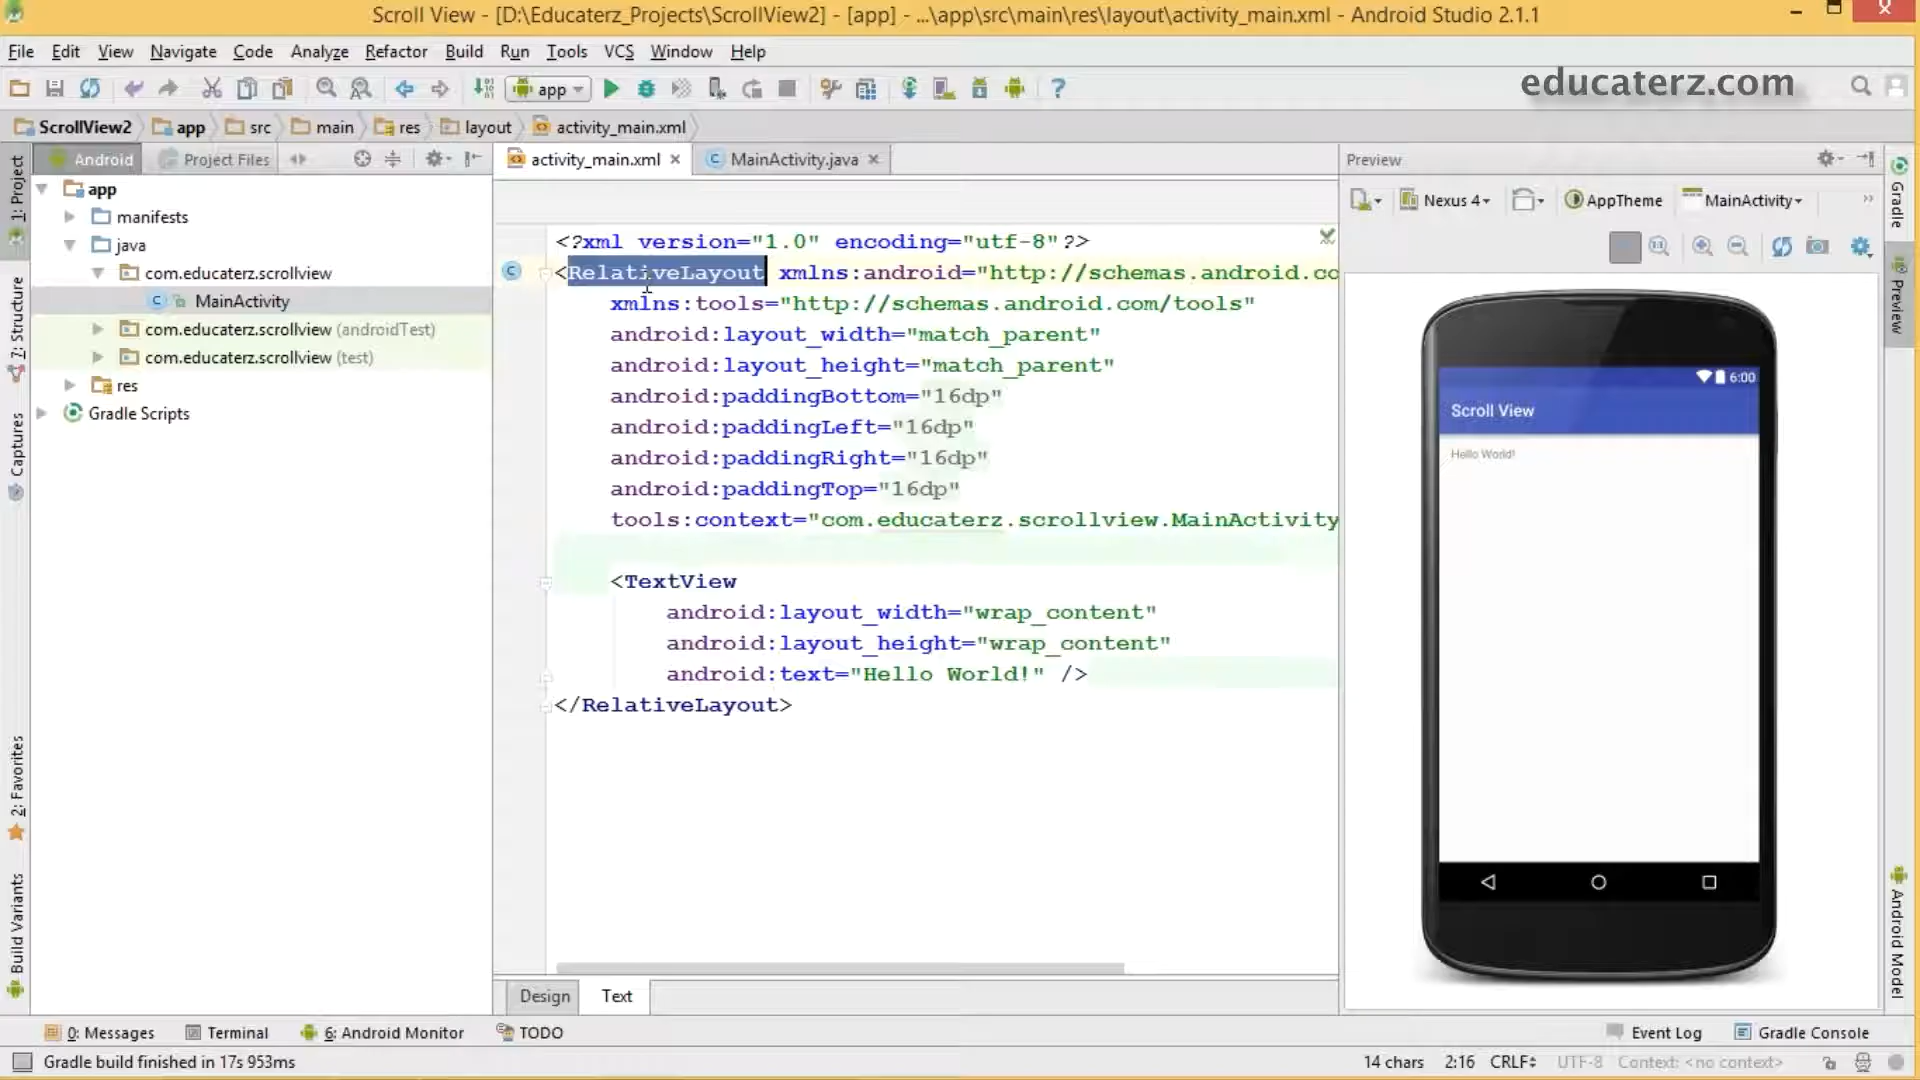 Scroll View - [D:\Educaterz_Projects\ScrollView2] - [app] - ...\app\src\main\res\layout\activity_main.xml - Android Studio 2.1.1
File Edit View Navigate Code Analyze Refactor Build Run Tools VCS Window Help
app
educaterz.com
ScrollView2 app src main res layout activity_main.xml
Android Project Files
activity_main.xml MainActivity.java
Preview
1: Project
7: Structure
Captures
2: Favorites
Build Variants
app
manifests
java
com.educaterz.scrollview
MainActivity
com.educaterz.scrollview (androidTest)
com.educaterz.scrollview (test)
res
Gradle Scripts
<?xml version="1.0" encoding="utf-8"?>
<RelativeLayout xmlns:android="http://schemas.android.co
xmlns:tools="http://schemas.android.com/tools"
android:layout_width="match_parent"
android:layout_height="match_parent"
android:paddingBottom="16dp"
android:paddingLeft="16dp"
android:paddingRight="16dp"
android:paddingTop="16dp"
tools:context="com.educaterz.scrollview.MainActivity
<TextView
android:layout_width="wrap_content"
android:layout_height="wrap_content"
android:text="Hello World!" />
</RelativeLayout>
Design Text
Nexus 4 AppTheme MainActivity
6:00
Scroll View
Hello World!
Gradle
Preview
Android Model
0: Messages Terminal 6: Android Monitor TODO
Event Log Gradle Console
Gradle build finished in 17s 953ms
14 chars 2:16 CRLF UTF-8 Context: <no context>